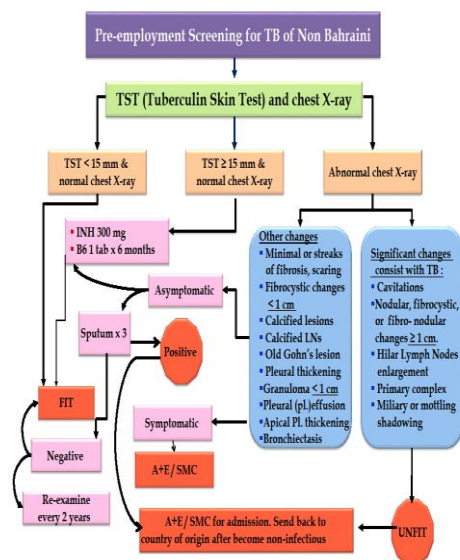 Pre-employment Screening for TB of Non Bahraini
TST (Tuberculin Skin Test) and chest X-ray
TST < 15 mm &
normal chest X-ray
TST ≥ 15 mm &
normal chest X-ray
Abnormal chest X-ray
▪ INH 300 mg
▪ B6 1 tab x 6 months
Asymptomatic
Sputum x 3
Positive
FIT
Negative
Re-examine
every 2 years
Symptomatic
A+E / SMC
Other changes
• Minimal or streaks
of fibrosis, scaring
• Fibrocystic changes
< 1 cm
• Calcified lesions
• Calcified LNs
• Old Gohn's lesion
• Pleural thickening
• Granuloma < 1 cm
• Pleural (pl.)effusion
• Apical Pl. thickening
• Bronchiectasis
Significant changes
consist with TB :
• Cavitations
• Nodular, fibrocystic,
or fibro- nodular
changes ≥ 1 cm.
• Hilar Lymph Nodes
enlargement
• Primary complex
• Miliary or mottling
shadowing
UNFIT
A+E / SMC for admission. Send back to
country of origin after become non-infectious